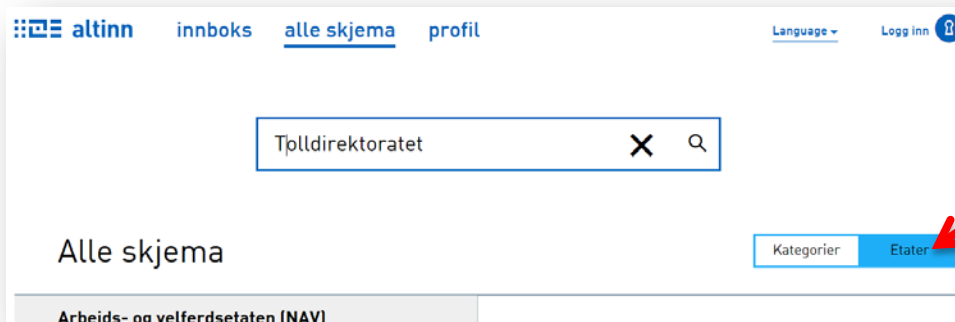 altinn innboks alle skjema profil Language Logg inn
Tolldirektoratet
Alle skjema Kategorier Etater
Arbeids- og velferdsetaten (NAV)